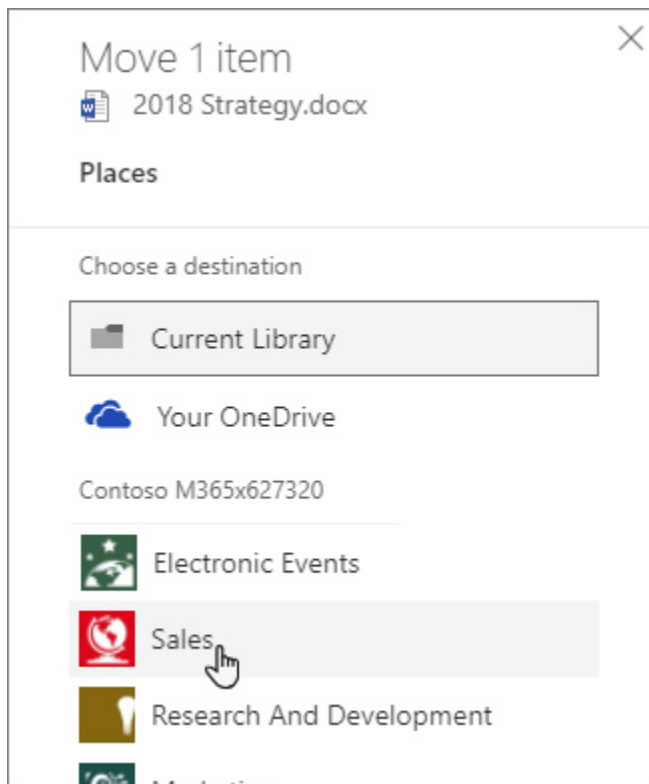 Move 1 item
2018 Strategy.docx
Places
Choose a destination
Current Library
Your OneDrive
Contoso M365x627320
Electronic Events
Sales
Research And Development